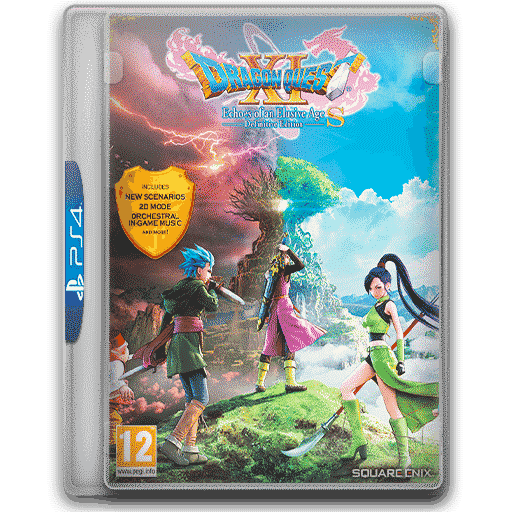 DRAGON QUEST
XI
Echoes of an Elusive Age S
Definitive Edition
INCLUDES
NEW SCENARIOS
2D MODE
ORCHESTRAL
IN-GAME MUSIC
AND MORE!
PS4
12
www.pegi.info
SQUARE ENIX